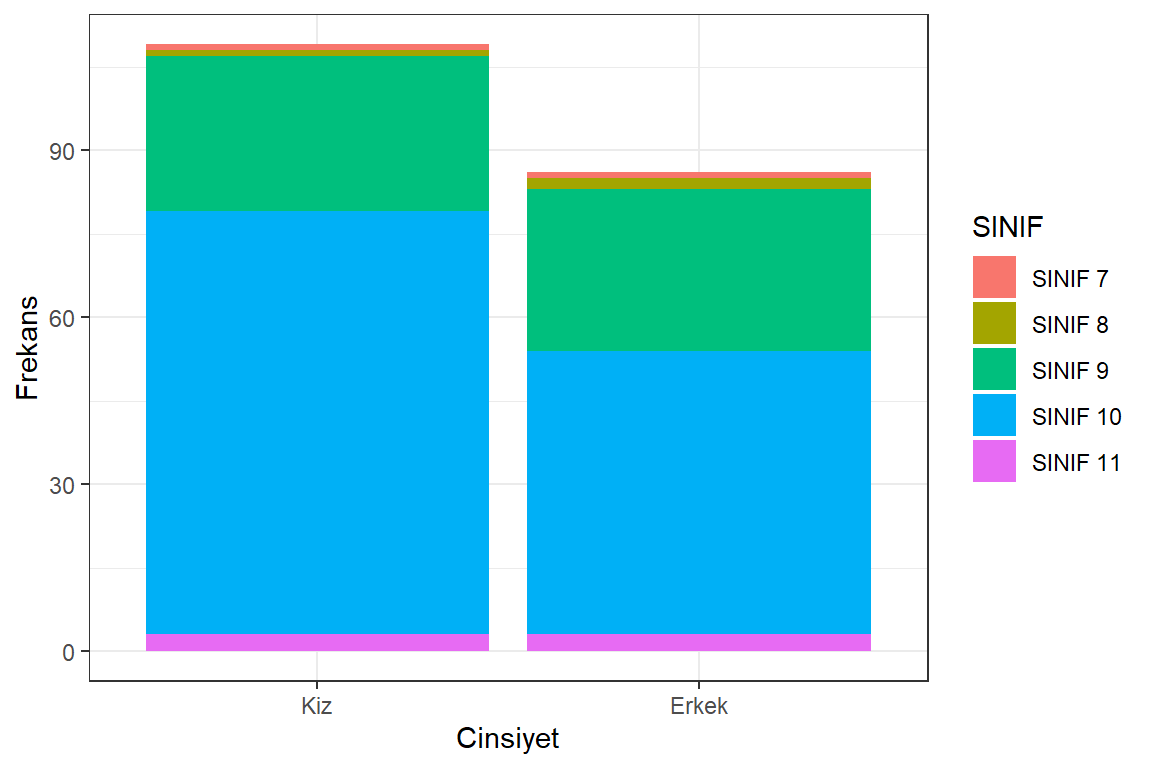 Frekans
90
60
30
0
Kiz
Erkek
Cinsiyet
SINIF
SINIF 7
SINIF 8
SINIF 9
SINIF 10
SINIF 11